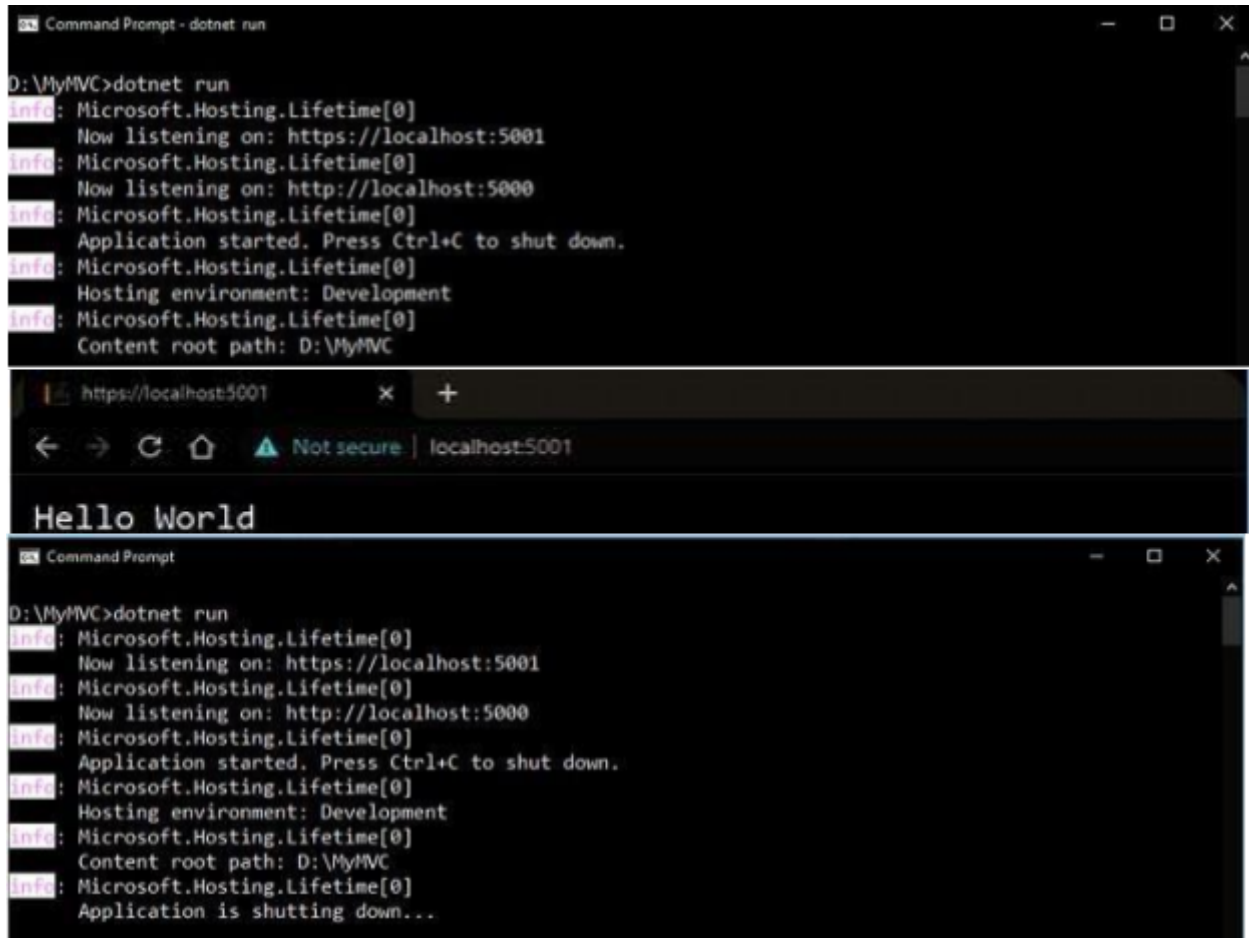 Command Prompt - dotnet run
D:\MyMVC>dotnet run
info: Microsoft.Hosting.Lifetime[0]
Now listening on: https://localhost:5001
info: Microsoft.Hosting.Lifetime[0]
Now listening on: http://localhost:5000
info: Microsoft.Hosting.Lifetime[0]
Application started. Press Ctrl+C to shut down.
info: Microsoft.Hosting.Lifetime[0]
Hosting environment: Development
info: Microsoft.Hosting.Lifetime[0]
Content root path: D:\MyMVC
https://localhost:5001
Not secure | localhost:5001
Hello World
Command Prompt
D:\MyMVC>dotnet run
info: Microsoft.Hosting.Lifetime[0]
Now listening on: https://localhost:5001
info: Microsoft.Hosting.Lifetime[0]
Now listening on: http://localhost:5000
info: Microsoft.Hosting.Lifetime[0]
Application started. Press Ctrl+C to shut down.
info: Microsoft.Hosting.Lifetime[0]
Hosting environment: Development
info: Microsoft.Hosting.Lifetime[0]
Content root path: D:\MyMVC
info: Microsoft.Hosting.Lifetime[0]
Application is shutting down...